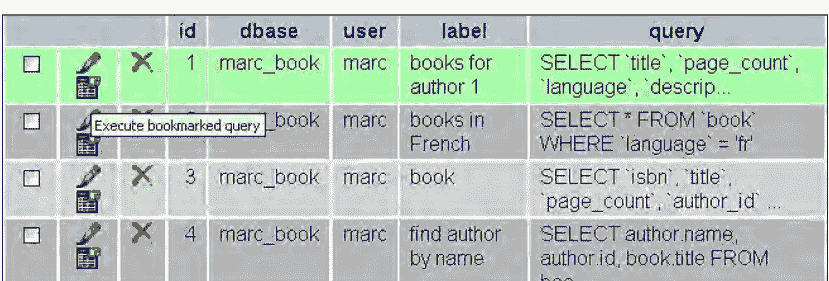 id dbase user label query
1 marc_book marc books for SELECT `title`, `page_count`,
author 1 `language`, `descrip...
Execute bookmarked query _book marc books in SELECT * FROM `book`
French WHERE `language` = 'fr'
3 marc_book marc book SELECT `isbn`, `title`,
`page_count`, `author_id` ...
4 marc_book marc find author SELECT author.name,
by name author.id, book.title FROM